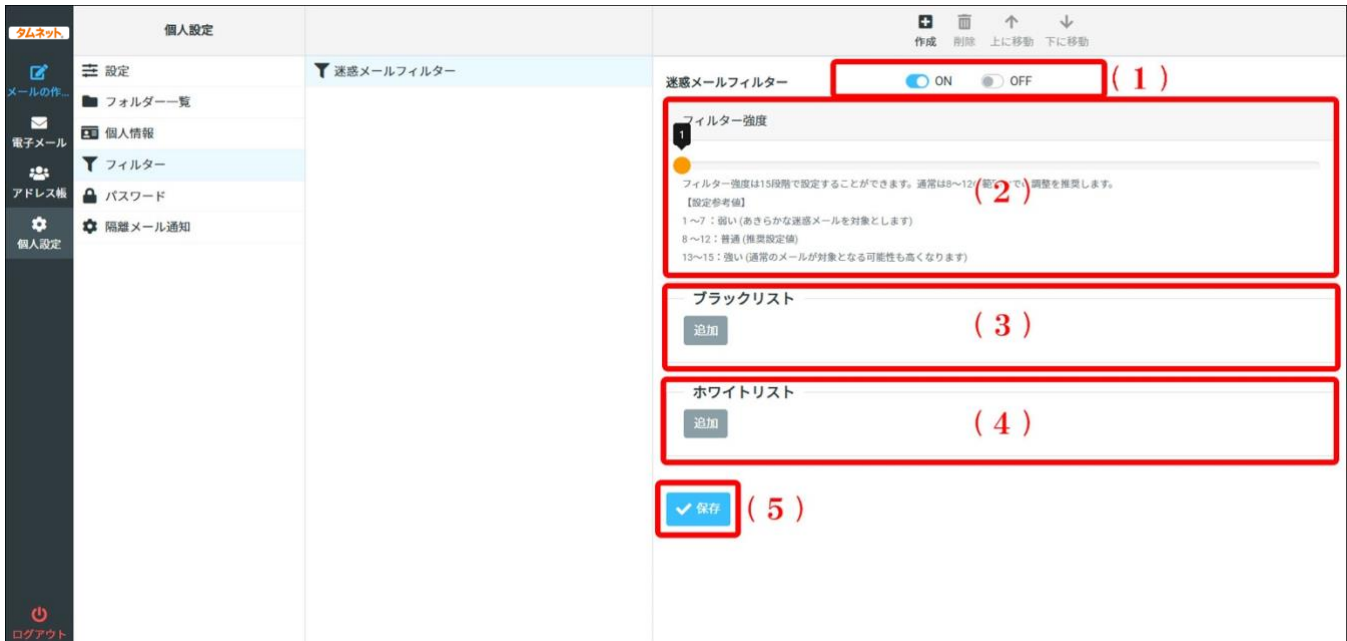 タムネット。
メールの作...
電子メール
アドレス帳
個人設定
ログアウト
個人設定
設定
フォルダー一覧
個人情報
フィルター
パスワード
隔離メール通知
迷惑メールフィルター
作成 削除 上に移動 下に移動
迷惑メールフィルター ON OFF (1)
フィルター強度
1
フィルター強度は15段階で設定することができます。通常は8～12 調整を推奨します。
(2)
【設定参考値】
1～7：弱い (あきらかな迷惑メールを対象とします)
8～12：普通 (推奨設定値)
13～15：強い (通常のメールが対象となる可能性も高くなります)
ブラックリスト
追加
(3)
ホワイトリスト
追加
(4)
保存 (5)